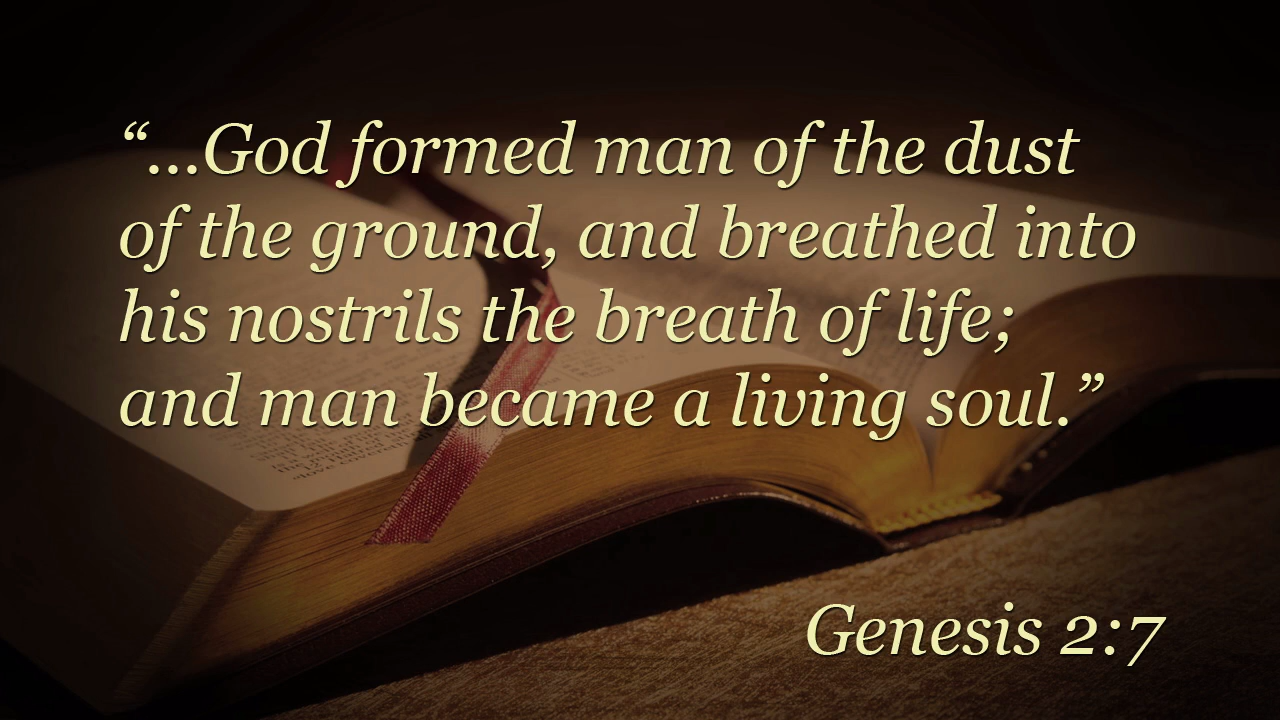 “...God formed man of the dust
of the ground, and breathed into
his nostrils the breath of life;
and man became a living soul.”
Genesis 2:7